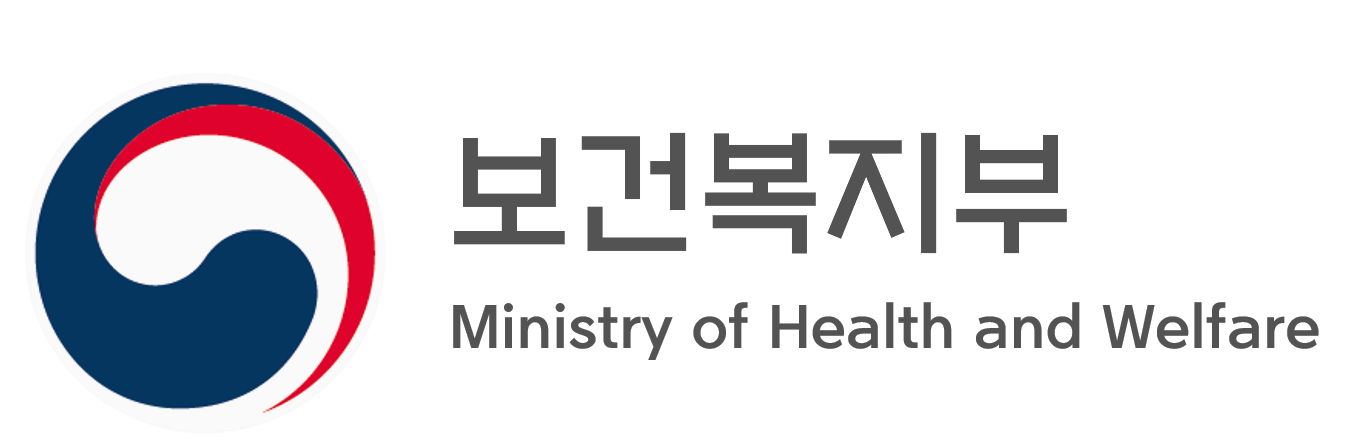 보건복지부
Ministry of Health and Welfare